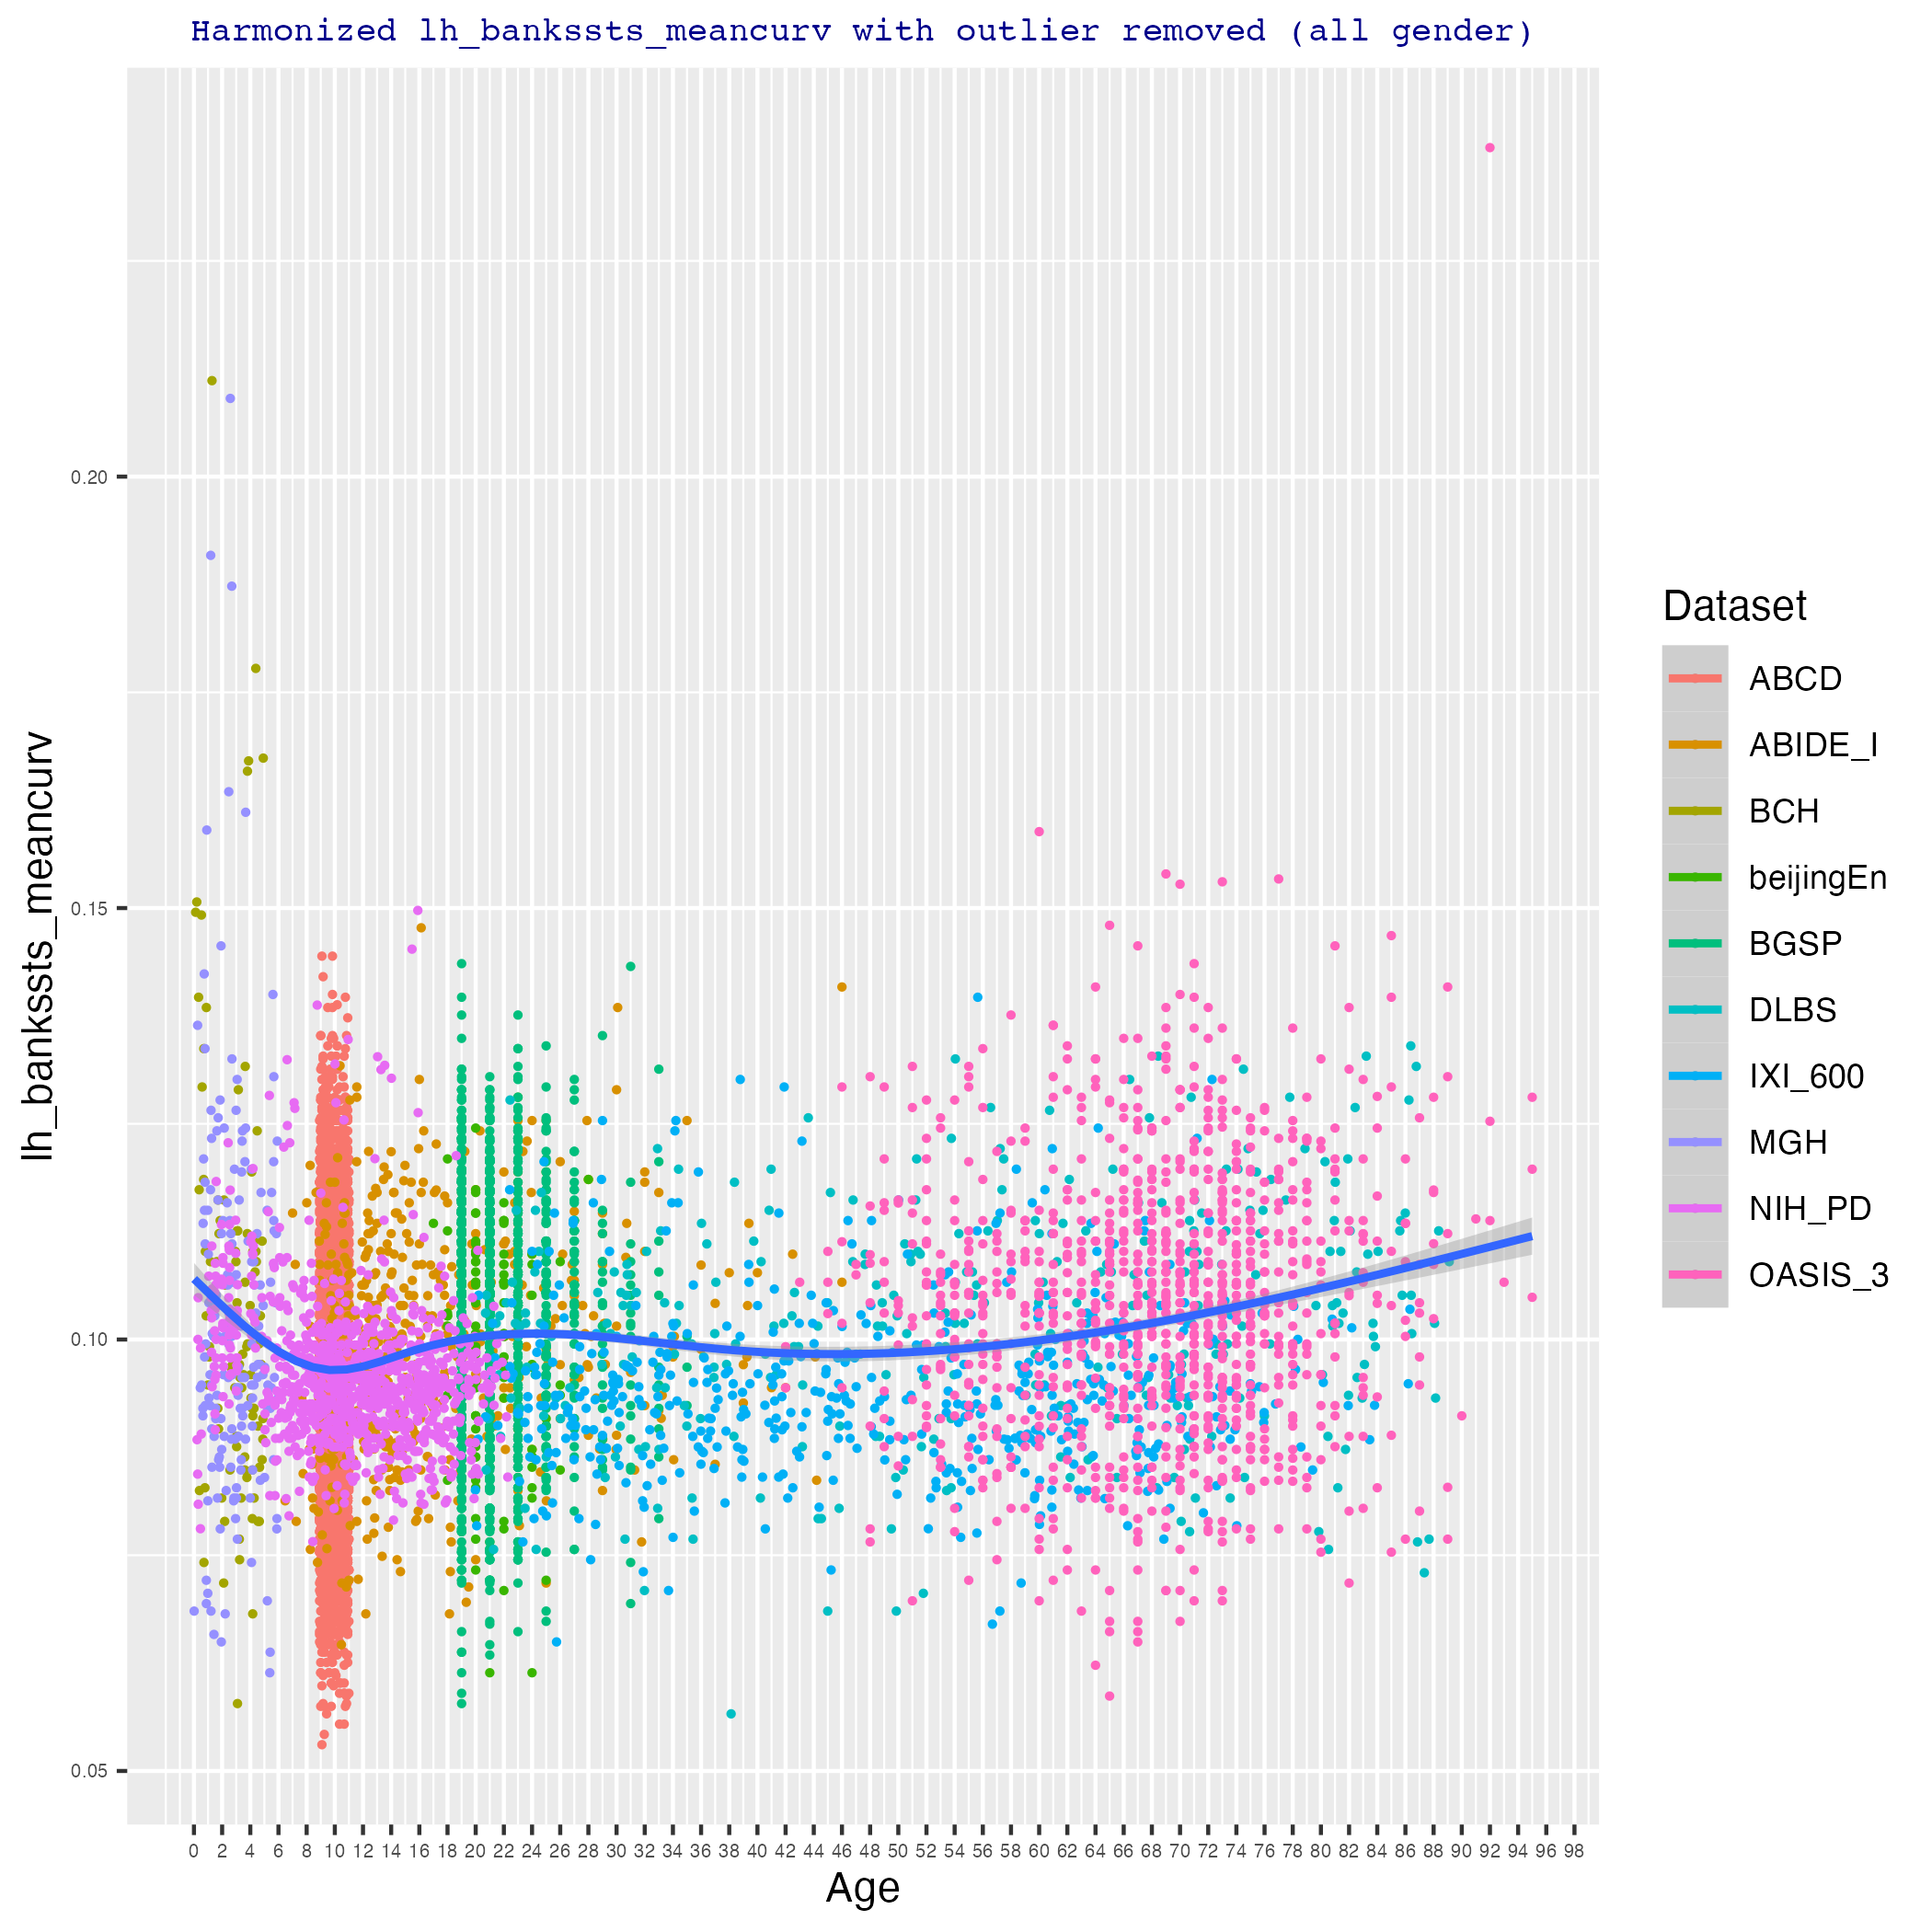 Harmonized lh_bankssts_meancurv with outlier removed (all gender)
lh_bankssts_meancurv
0.20
0.15
0.10
0.05
0 2 4 6 8 10 12 14 16 18 20 22 24 26 28 30 32 34 36 38 40 42 44 46 48 50 52 54 56 58 60 62 64 66 68 70 72 74 76 78 80 82 84 86 88 90 92 94 96 98
Age
Dataset
ABCD
ABIDE_I
BCH
beijingEn
BGSP
DLBS
IXI_600
MGH
NIH_PD
OASIS_3